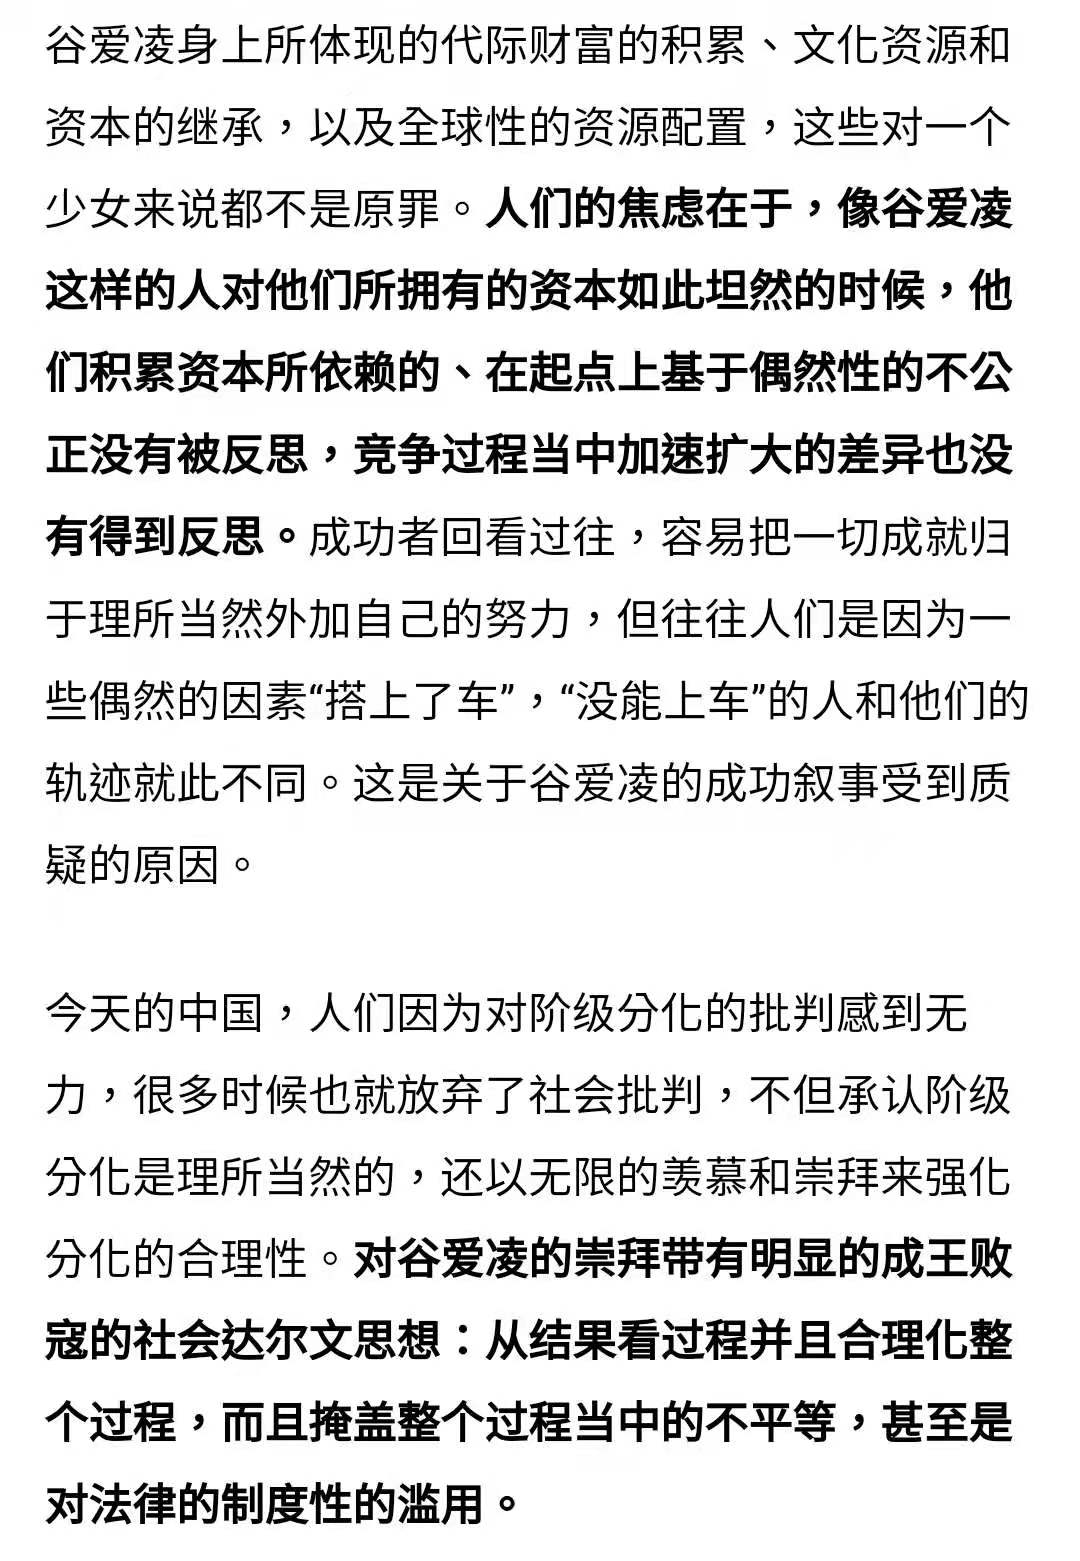 谷爱凌身上所体现的代际财富的积累、文化资源和
资本的继承，以及全球性的资源配置，这些对一个
少女来说都不是原罪。人们的焦虑在于，像谷爱凌
这样的人对他们所拥有的资本如此坦然的时候，他
们积累资本所依赖的、在起点上基于偶然性的不公
正没有被反思，竞争过程当中加速扩大的差异也没
有得到反思。成功者回看过往，容易把一切成就归
于理所当然外加自己的努力，但往往人们是因为一
些偶然的因素“搭上了车”，“没能上车”的人和他们的
轨迹就此不同。这是关于谷爱凌的成功叙事受到质
疑的原因。
今天的中国，人们因为对阶级分化的批判感到无
力，很多时候也就放弃了社会批判，不但承认阶级
分化是理所当然的，还以无限的羡慕和崇拜来强化
分化的合理性。对谷爱凌的崇拜带有明显的成王败
寇的社会达尔文思想：从结果看过程并且合理化整
个过程，而且掩盖整个过程当中的不平等，甚至是
对法律的制度性的滥用。